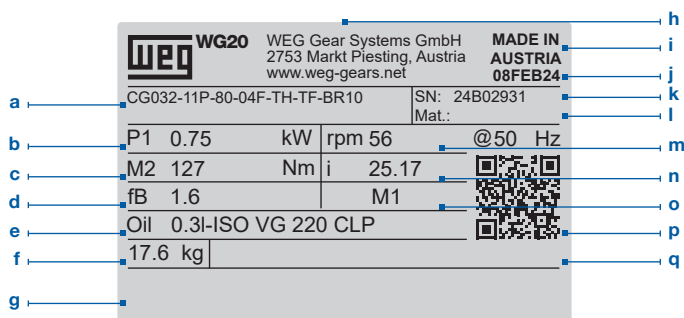 h
WEG WG20 WEG Gear Systems GmbH MADE IN i
2753 Markt Piesting, Austria AUSTRIA
www.weg-gears.net 08FEB24 j
a CG032-11P-80-04F-TH-TF-BR10 SN: 24B02931 k
Mat.: l
b P1 0.75 kW rpm 56 @50 Hz m
c M2 127 Nm i 25.17 n
d fB 1.6 M1 o
e Oil 0.3l-ISO VG 220 CLP p
f 17.6 kg q
g